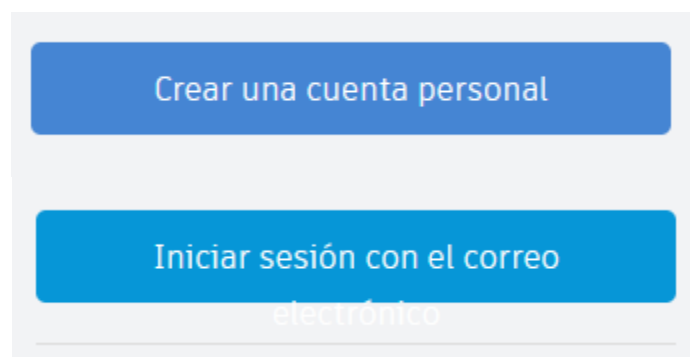 Crear una cuenta personal
Iniciar sesión con el correo
electrónico